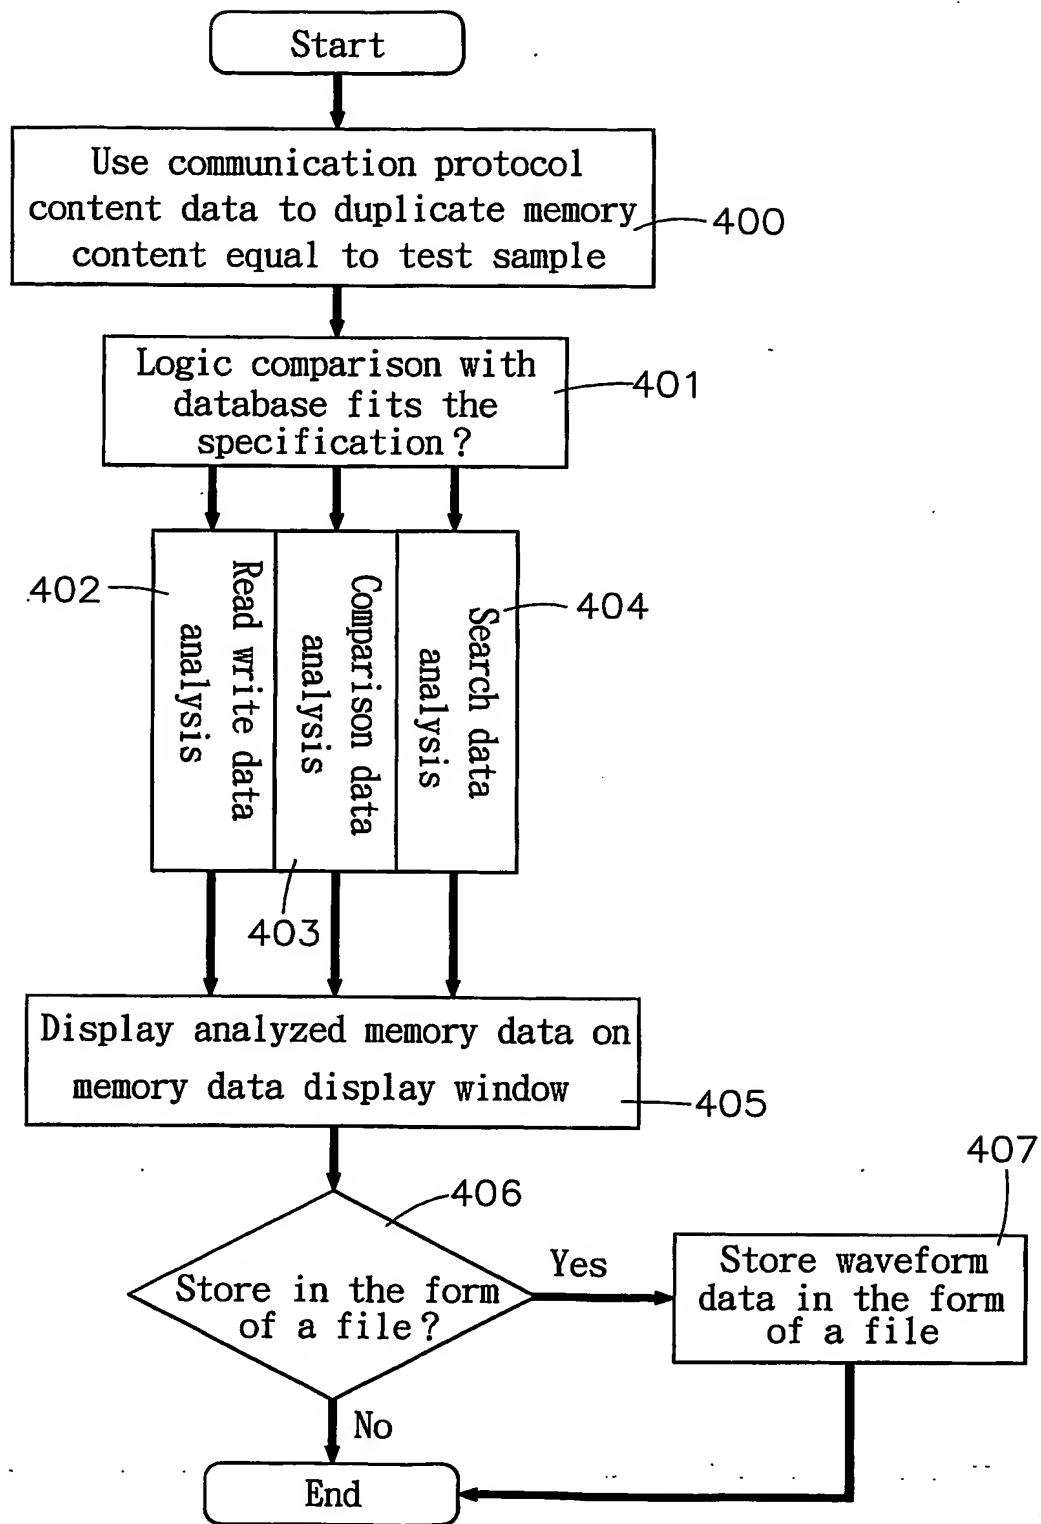 Start
Use communication protocol
content data to duplicate memory
content equal to test sample
400
Logic comparison with
database fits the
specification?
401
402
Read write data
analysis
Comparison data
analysis
403
Search data
analysis
404
Display analyzed memory data on
memory data display window
405
406
Store in the form
of a file?
Yes
407
Store waveform
data in the form
of a file
No
End